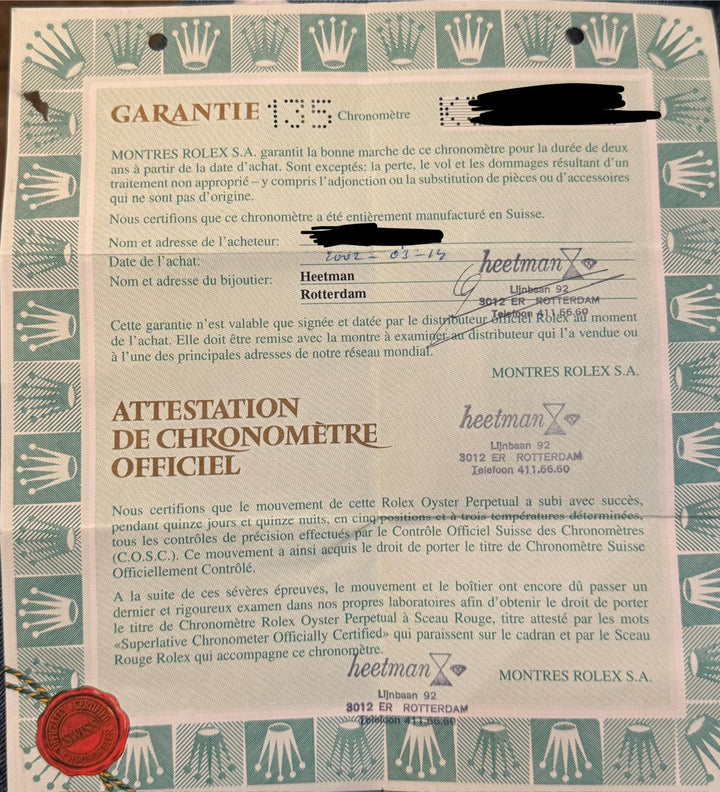 GARANTIE 135 Chronomètre K
MONTRES ROLEX S.A. garantit la bonne marche de ce chronomètre pour la durée de deux
ans à partir de la date d'achat. Sont exceptés: la perte, le vol et les dommages résultant d'un
traitement non approprié – y compris l'adjonction ou la substitution de pièces ou d'accessoires
qui ne sont pas d'origine.
Nous certifions que ce chronomètre a été entièrement manufacturé en Suisse.
Nom et adresse de l'acheteur:
Date de l'achat: 2002 - 03 - 14
Nom et adresse du bijoutier: Heetman
Rotterdam
heetman
Lijnbaan 92
3012 ER ROTTERDAM
Telefoon 411.66.60
Cette garantie n'est valable que signée et datée par le distributeur officiel Rolex au moment
de l'achat. Elle doit être remise avec la montre à examiner au distributeur qui l'a vendue ou
à l'une des principales adresses de notre réseau mondial.
MONTRES ROLEX S.A.
ATTESTATION
DE CHRONOMÈTRE
OFFICIEL
heetman
Lijnbaan 92
3012 ER ROTTERDAM
Telefoon 411.66.60
Nous certifions que le mouvement de cette Rolex Oyster Perpetual a subi avec succès,
pendant quinze jours et quinze nuits, en cinq positions et à trois températures déterminées,
tous les contrôles de précision effectués par le Contrôle Officiel Suisse des Chronomètres
(C.O.S.C.). Ce mouvement a ainsi acquis le droit de porter le titre de Chronomètre Suisse
Officiellement Contrôlé.
A la suite de ces sévères épreuves, le mouvement et le boîtier ont encore dû passer un
dernier et rigoureux examen dans nos propres laboratoires afin d'obtenir le droit de porter
le titre de Chronomètre Rolex Oyster Perpetual à Sceau Rouge, titre attesté par les mots
«Superlative Chronometer Officially Certified» qui paraissent sur le cadran et par le Sceau
Rouge Rolex qui accompagne ce chronomètre.
heetman
Lijnbaan 92
3012 ER ROTTERDAM
Telefoon 411.66.60
MONTRES ROLEX S.A.
SWISS